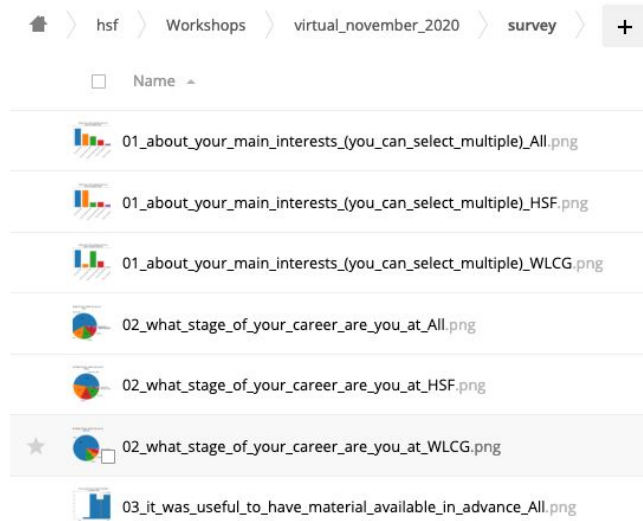 hsf Workshops virtual_november_2020 survey +
Name
01_about_your_main_interests_(you_can_select_multiple)_All.png
01_about_your_main_interests_(you_can_select_multiple)_HSF.png
01_about_your_main_interests_(you_can_select_multiple)_WLCG.png
02_what_stage_of_your_career_are_you_at_All.png
02_what_stage_of_your_career_are_you_at_HSF.png
02_what_stage_of_your_career_are_you_at_WLCG.png
03_it_was_useful_to_have_material_available_in_advance_All.png